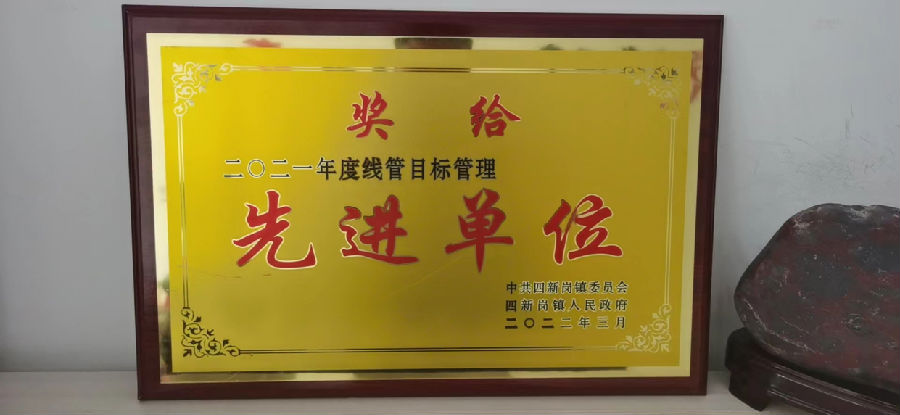 奖给
二〇二一年度线管目标管理
先进单位
中共四新岗镇委员会
四新岗镇人民政府
二〇二二年三月